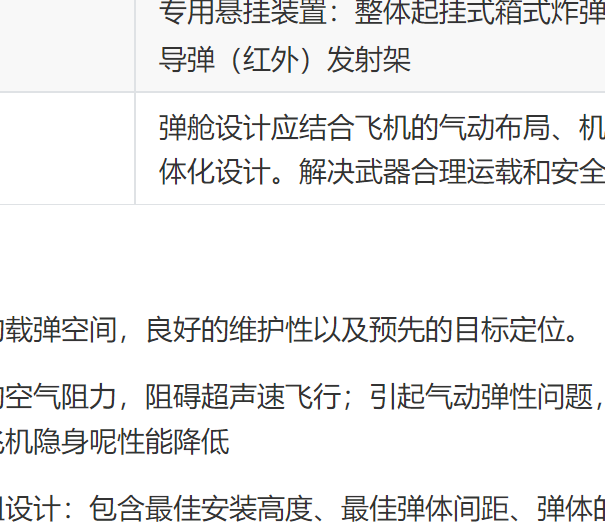 专用悬挂装置：整体起挂式箱式炸弹
导弹（红外）发射架
弹舱设计应结合飞机的气动布局、机
体化设计。解决武器合理运载和安全
载弹空间，良好的维护性以及预先的目标定位。
空气阻力，阻碍超声速飞行；引起气动弹性问题，
机隐身呢性能降低
设计：包含最佳安装高度、最佳弹体间距、弹体的